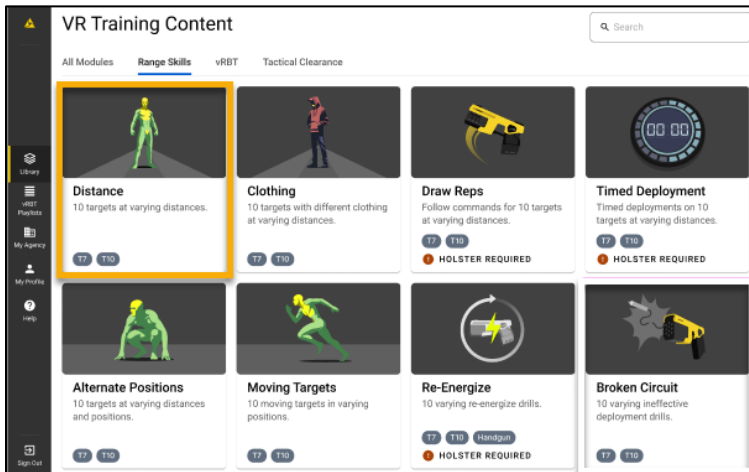 VR Training Content
Search
All Modules Range Skills vRBT Tactical Clearance
Library
vRBT
Playlists
My Agency
My Profile
Help
Sign Out
Distance
10 targets at varying distances.
T7 T10
Clothing
10 targets with different clothing
at varying distances.
T7 T10
Draw Reps
Follow commands for 10 targets
at varying distances.
T7 T10
HOLSTER REQUIRED
00 00
Timed Deployment
Timed deployments on 10
targets at varying distances.
T7 T10
HOLSTER REQUIRED
Alternate Positions
10 targets at varying distances
and positions.
T7 T10
Moving Targets
10 moving targets in varying
positions.
T7 T10
Re-Energize
10 varying re-energize drills.
T7 T10 Handgun
HOLSTER REQUIRED
Broken Circuit
10 varying ineffective
deployment drills.
T7 T10